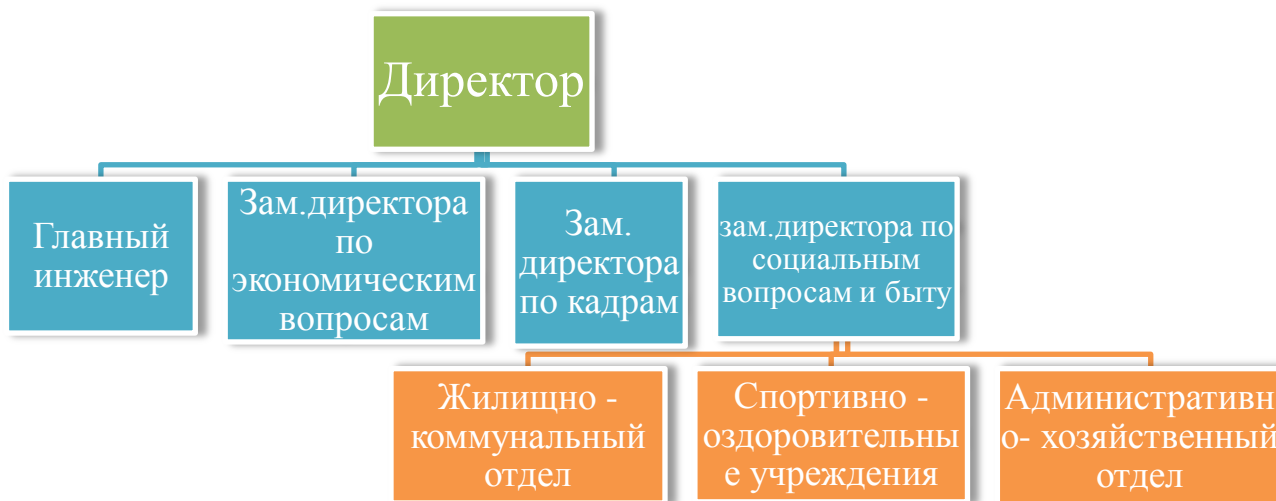 Директор
Главный
инженер
Зам.директора
по
экономическим
вопросам
Зам.
директора
по кадрам
зам.директора по
социальным
вопросам и быту
Жилищно -
коммунальный
отдел
Спортивно -
оздоровительны
е учреждения
Административн
о- хозяйственный
отдел